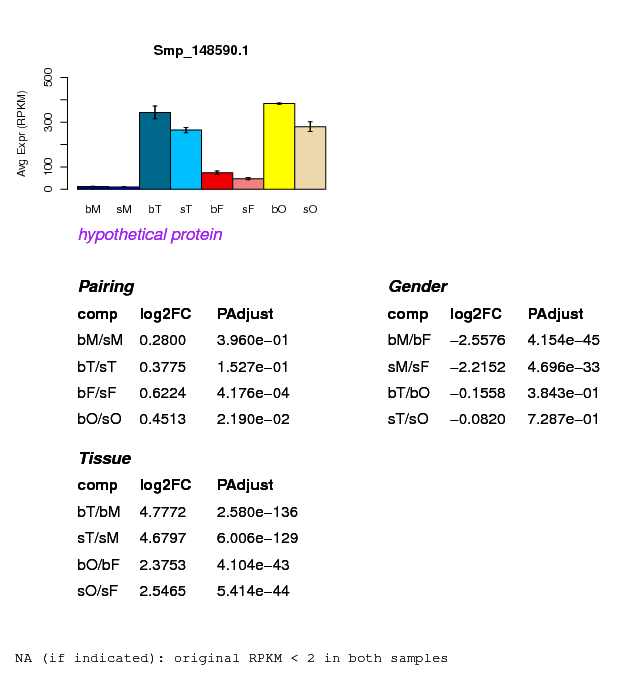 Smp_148590.1
Avg Expr (RPKM)
500
300
100
0
bM sM bT sT bF sF bO sO
hypothetical protein
Pairing
comp log2FC PAdjust
bM/sM 0.2800 3.960e−01
bT/sT 0.3775 1.527e−01
bF/sF 0.6224 4.176e−04
bO/sO 0.4513 2.190e−02
Gender
comp log2FC PAdjust
bM/bF −2.5576 4.154e−45
sM/sF −2.2152 4.696e−33
bT/bO −0.1558 3.843e−01
sT/sO −0.0820 7.287e−01
Tissue
comp log2FC PAdjust
bT/bM 4.7772 2.580e−136
sT/sM 4.6797 6.006e−129
bO/bF 2.3753 4.104e−43
sO/sF 2.5465 5.414e−44
NA (if indicated): original RPKM < 2 in both samples